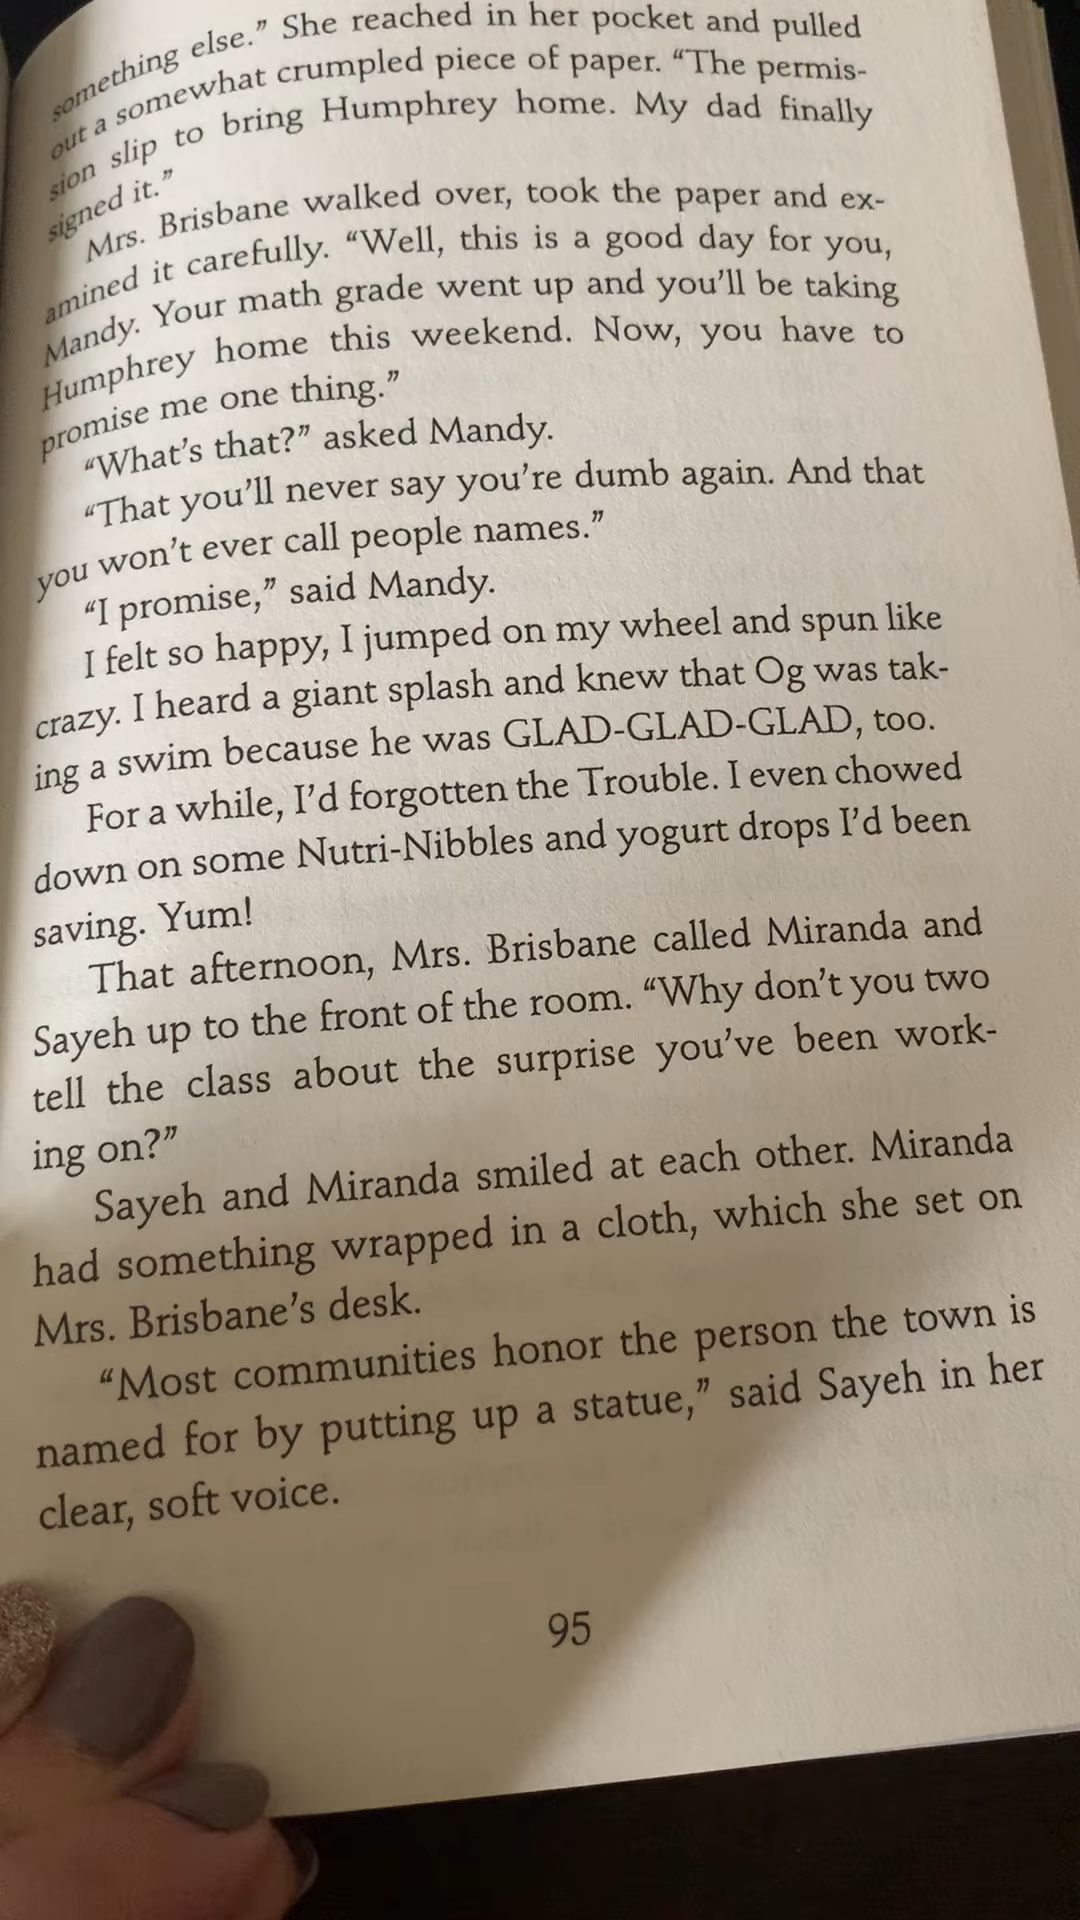 something else.” She reached in her pocket and pulled
out a somewhat crumpled piece of paper. “The permis-
sion slip to bring Humphrey home. My dad finally
signed it.”
Mrs. Brisbane walked over, took the paper and ex-
amined it carefully. “Well, this is a good day for you,
Mandy. Your math grade went up and you’ll be taking
Humphrey home this weekend. Now, you have to
promise me one thing.”
“What’s that?” asked Mandy.
“That you’ll never say you’re dumb again. And that
you won’t ever call people names.”
“I promise,” said Mandy.
I felt so happy, I jumped on my wheel and spun like
crazy. I heard a giant splash and knew that Og was tak-
ing a swim because he was GLAD-GLAD-GLAD, too.
For a while, I’d forgotten the Trouble. I even chowed
down on some Nutri-Nibbles and yogurt drops I’d been
saving. Yum!
That afternoon, Mrs. Brisbane called Miranda and
Sayeh up to the front of the room. “Why don’t you two
tell the class about the surprise you’ve been work-
ing on?”
Sayeh and Miranda smiled at each other. Miranda
had something wrapped in a cloth, which she set on
Mrs. Brisbane’s desk.
“Most communities honor the person the town is
named for by putting up a statue,” said Sayeh in her
clear, soft voice.
95